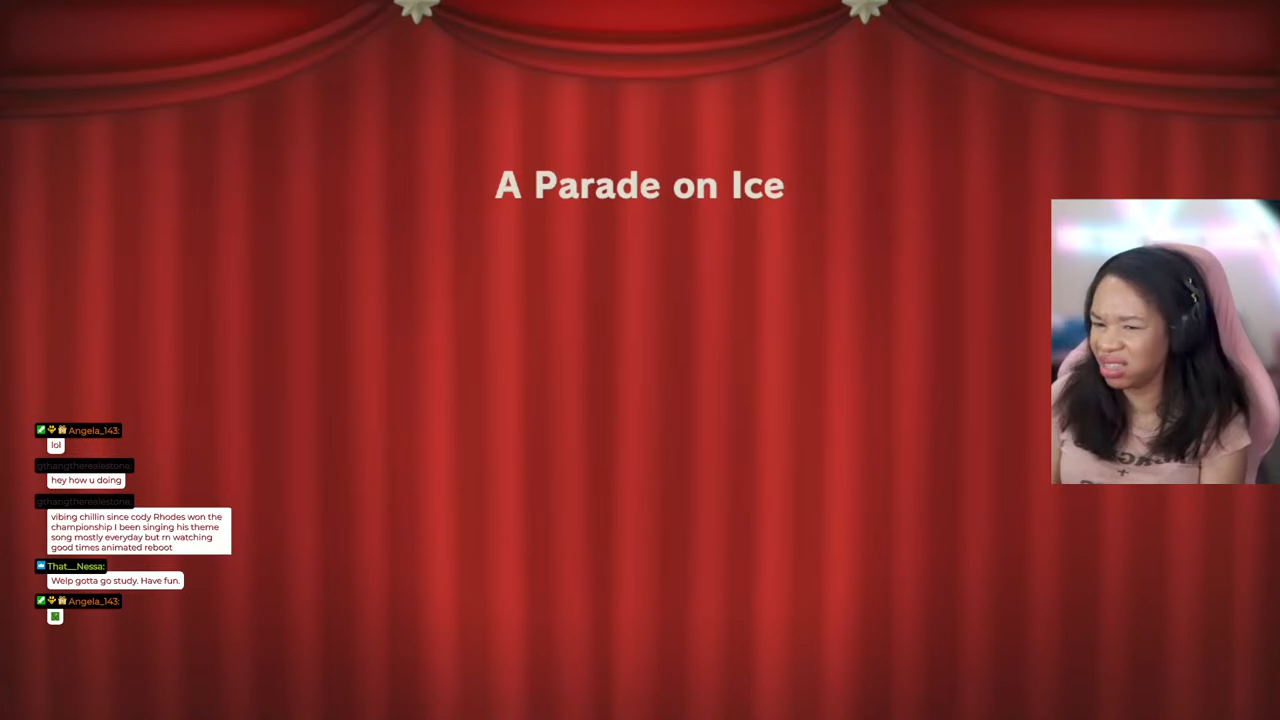 A Parade on Ice
Angela_143:
lol
gthangtherealestone:
hey how u doing
gthangtherealestone:
vibing chillin since cody Rhodes won the
championship I been singing his theme
song mostly everyday but rn watching
good times animated reboot
That__Nessa:
Welp gotta go study. Have fun.
Angela_143: